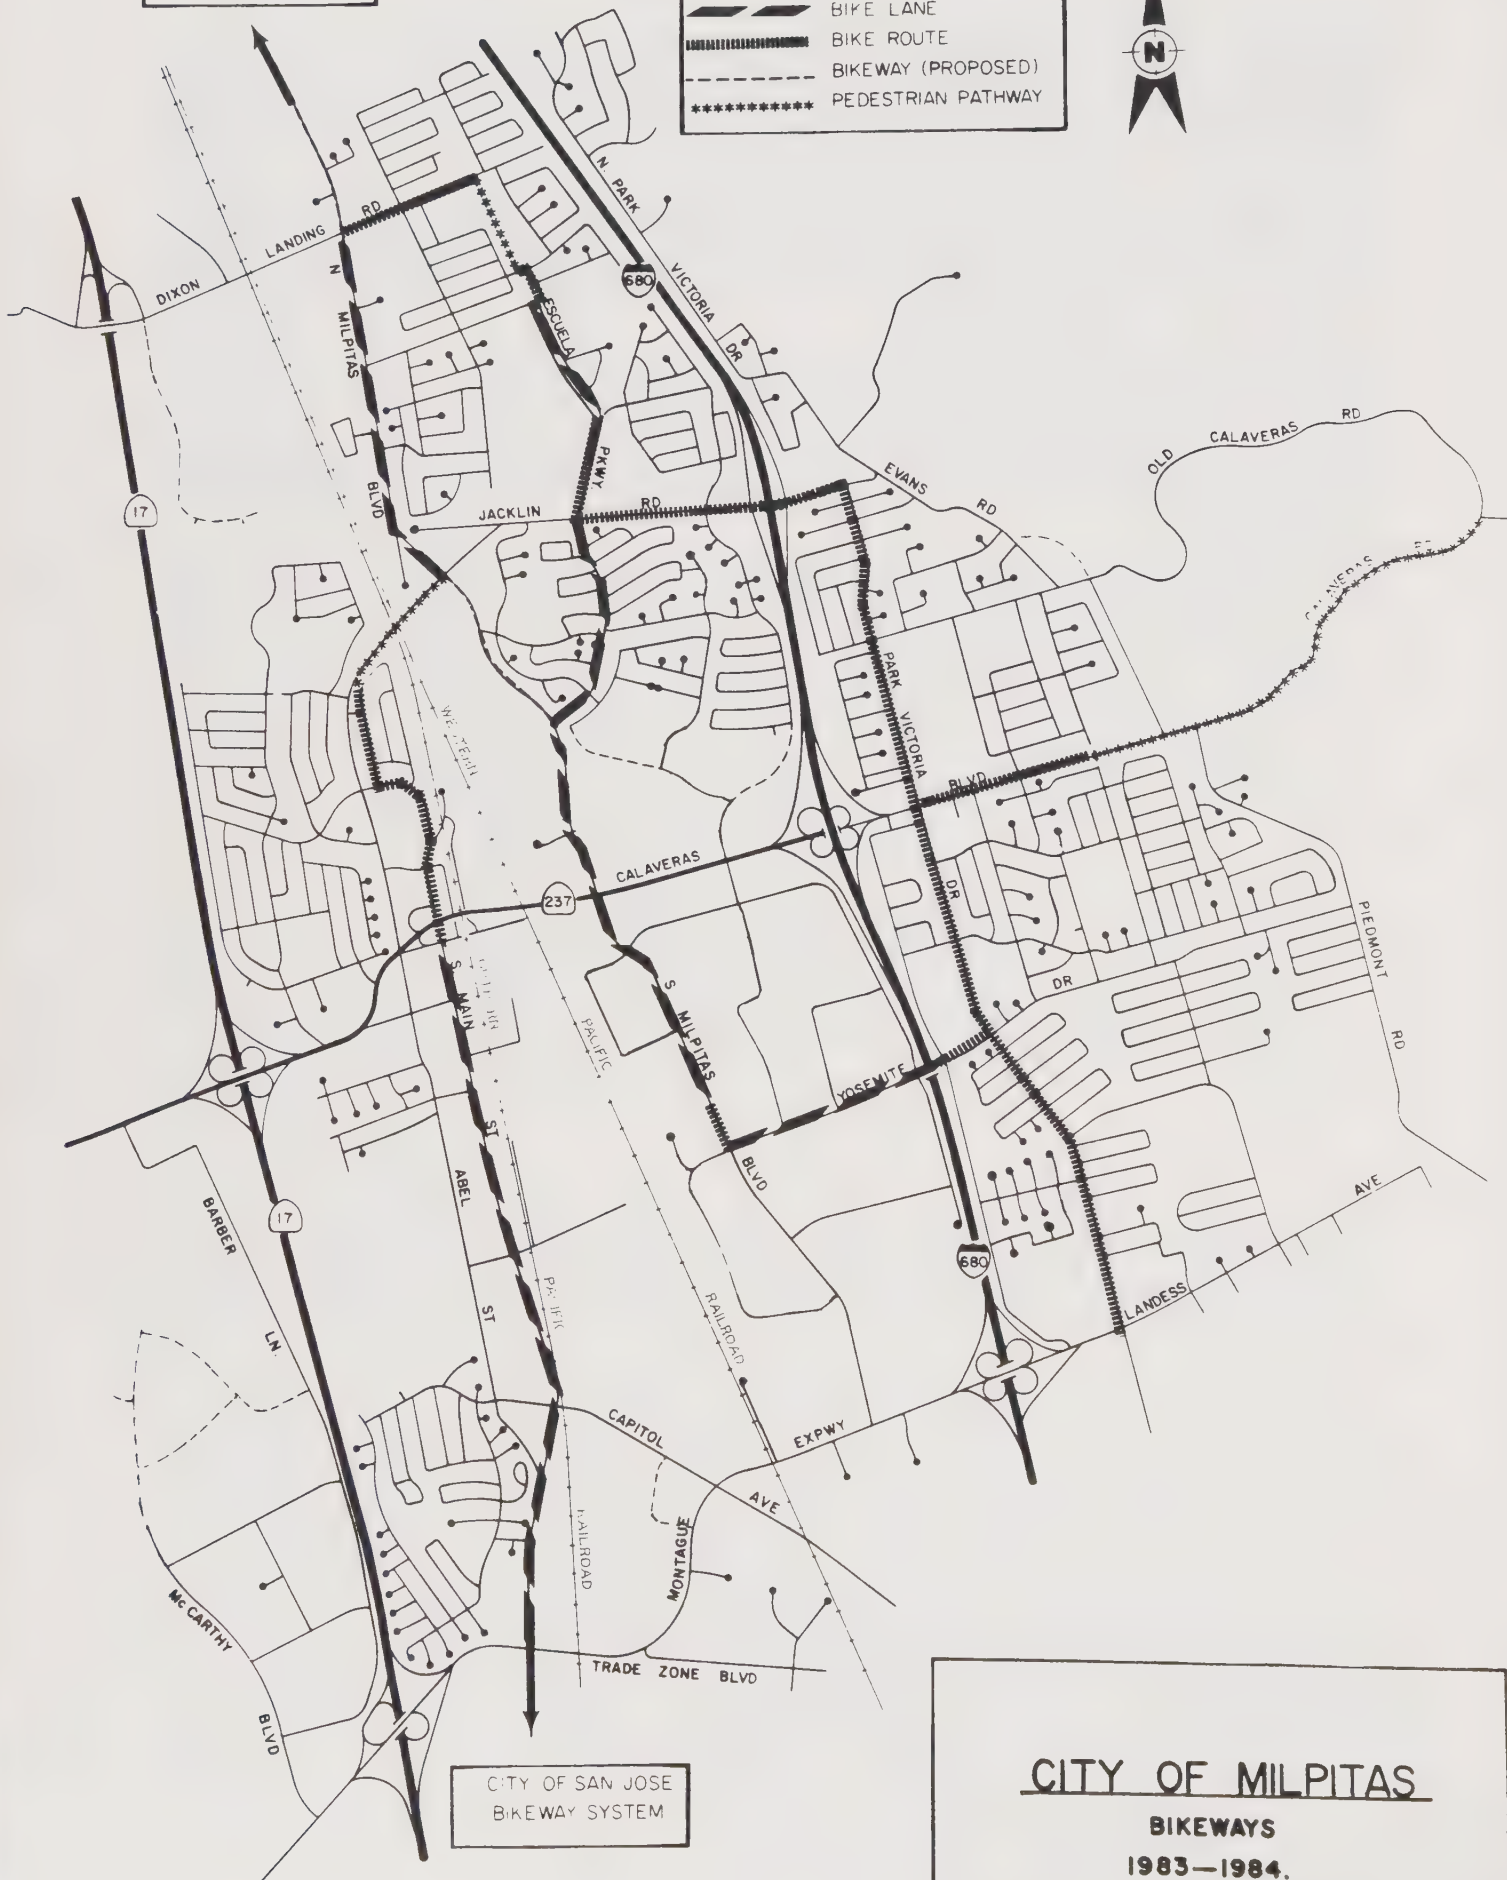 BIKE LANE
BIKE ROUTE
BIKEWAY (PROPOSED)
PEDESTRIAN PATHWAY
N
N. PARK
VICTORIA
DR
680
DIXON
LANDING
RD
N
MILPITAS
BLVD
ESCUELA
PKWY
17
JACKLIN
RD
EVANS
RD
OLD
CALAVERAS
RD
CALAVERAS
PARK
VICTORIA
DR
BLVD
WESTERN
CALAVERAS
237
S.
MAIN
ST
PACIFIC
S
MILPITAS
BLVD
YOSEMITE
DR
PIEDMONT
RD
ABEL
ST
BARBER
LN.
17
PACIFIC
RAILROAD
680
LANDESS
AVE
CAPITOL
AVE
EXPWY
MONTAGUE
RAILROAD
McCARTHY
BLVD
TRADE ZONE BLVD
CITY OF SAN JOSE
BIKEWAY SYSTEM
CITY OF MILPITAS
BIKEWAYS
1983—1984.